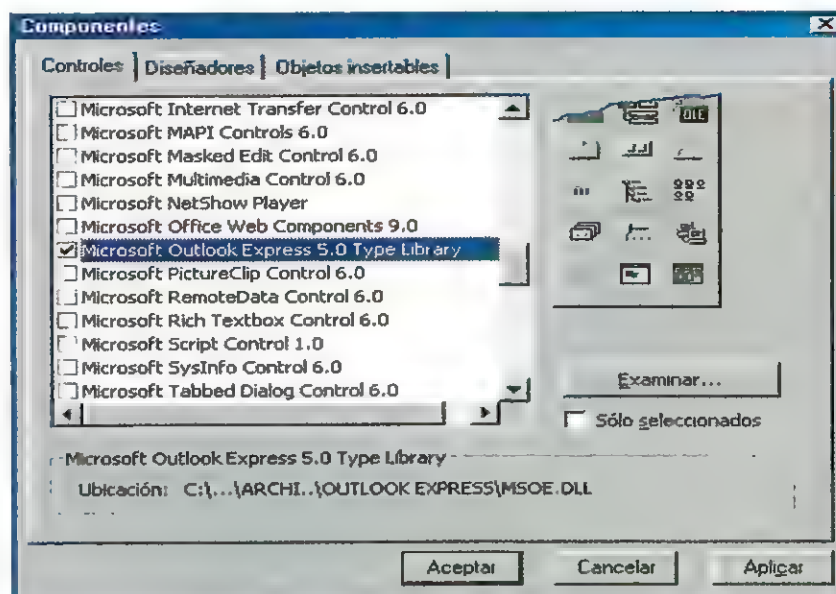 Componentes
Controles
Diseñadores
Objetos insertables
Microsoft Internet Transfer Control 6.0
Microsoft MAPI Controls 6.0
Microsoft Masked Edit Control 6.0
Microsoft Multimedia Control 6.0
Microsoft NetShow Player
Microsoft Office Web Components 9.0
Microsoft Outlook Express 5.0 Type Library
Microsoft PictureClip Control 6.0
Microsoft RemoteData Control 6.0
Microsoft Rich Textbox Control 6.0
Microsoft Script Control 1.0
Microsoft SysInfo Control 6.0
Microsoft Tabbed Dialog Control 6.0
OLE
Examinar...
Sólo seleccionados
Microsoft Outlook Express 5.0 Type Library
Ubicación: C:\...\ARCHI..\OUTLOOK EXPRESS\MSOE.DLL
Aceptar
Cancelar
Aplicar